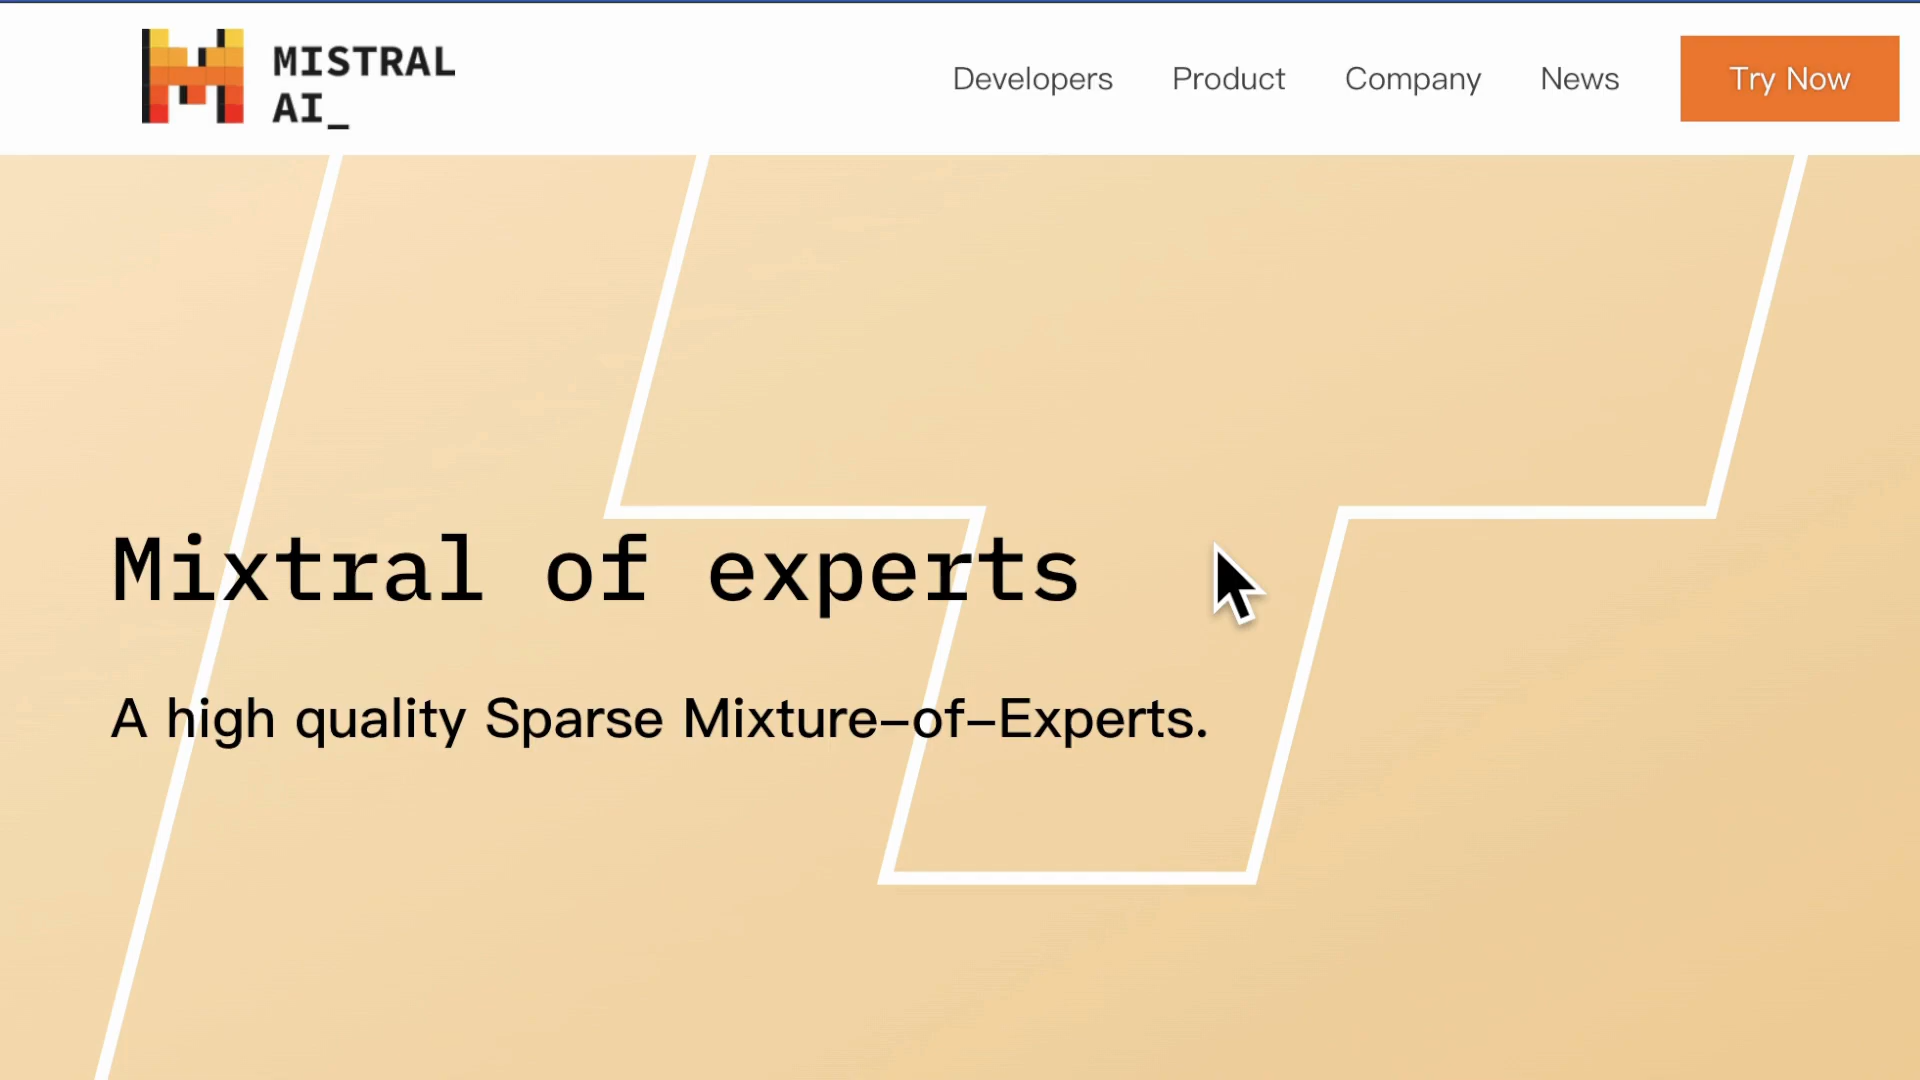 MISTRAL
AI_
Developers Product Company News Try Now
Mixtral of experts
A high quality Sparse Mixture-of-Experts.